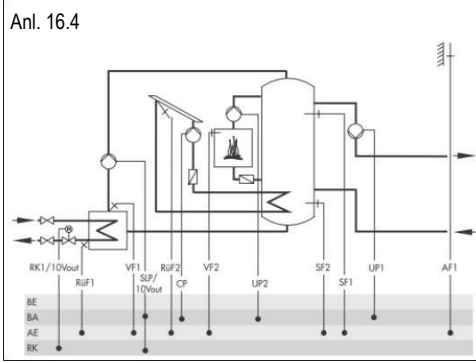 Anl. 16.4
RK1/10Vout
RüF1
VF1
SLP/
10Vout
RüF2
CP
VF2
UP2
SF2
SF1
UP1
AF1
BE
BA
AE
RK